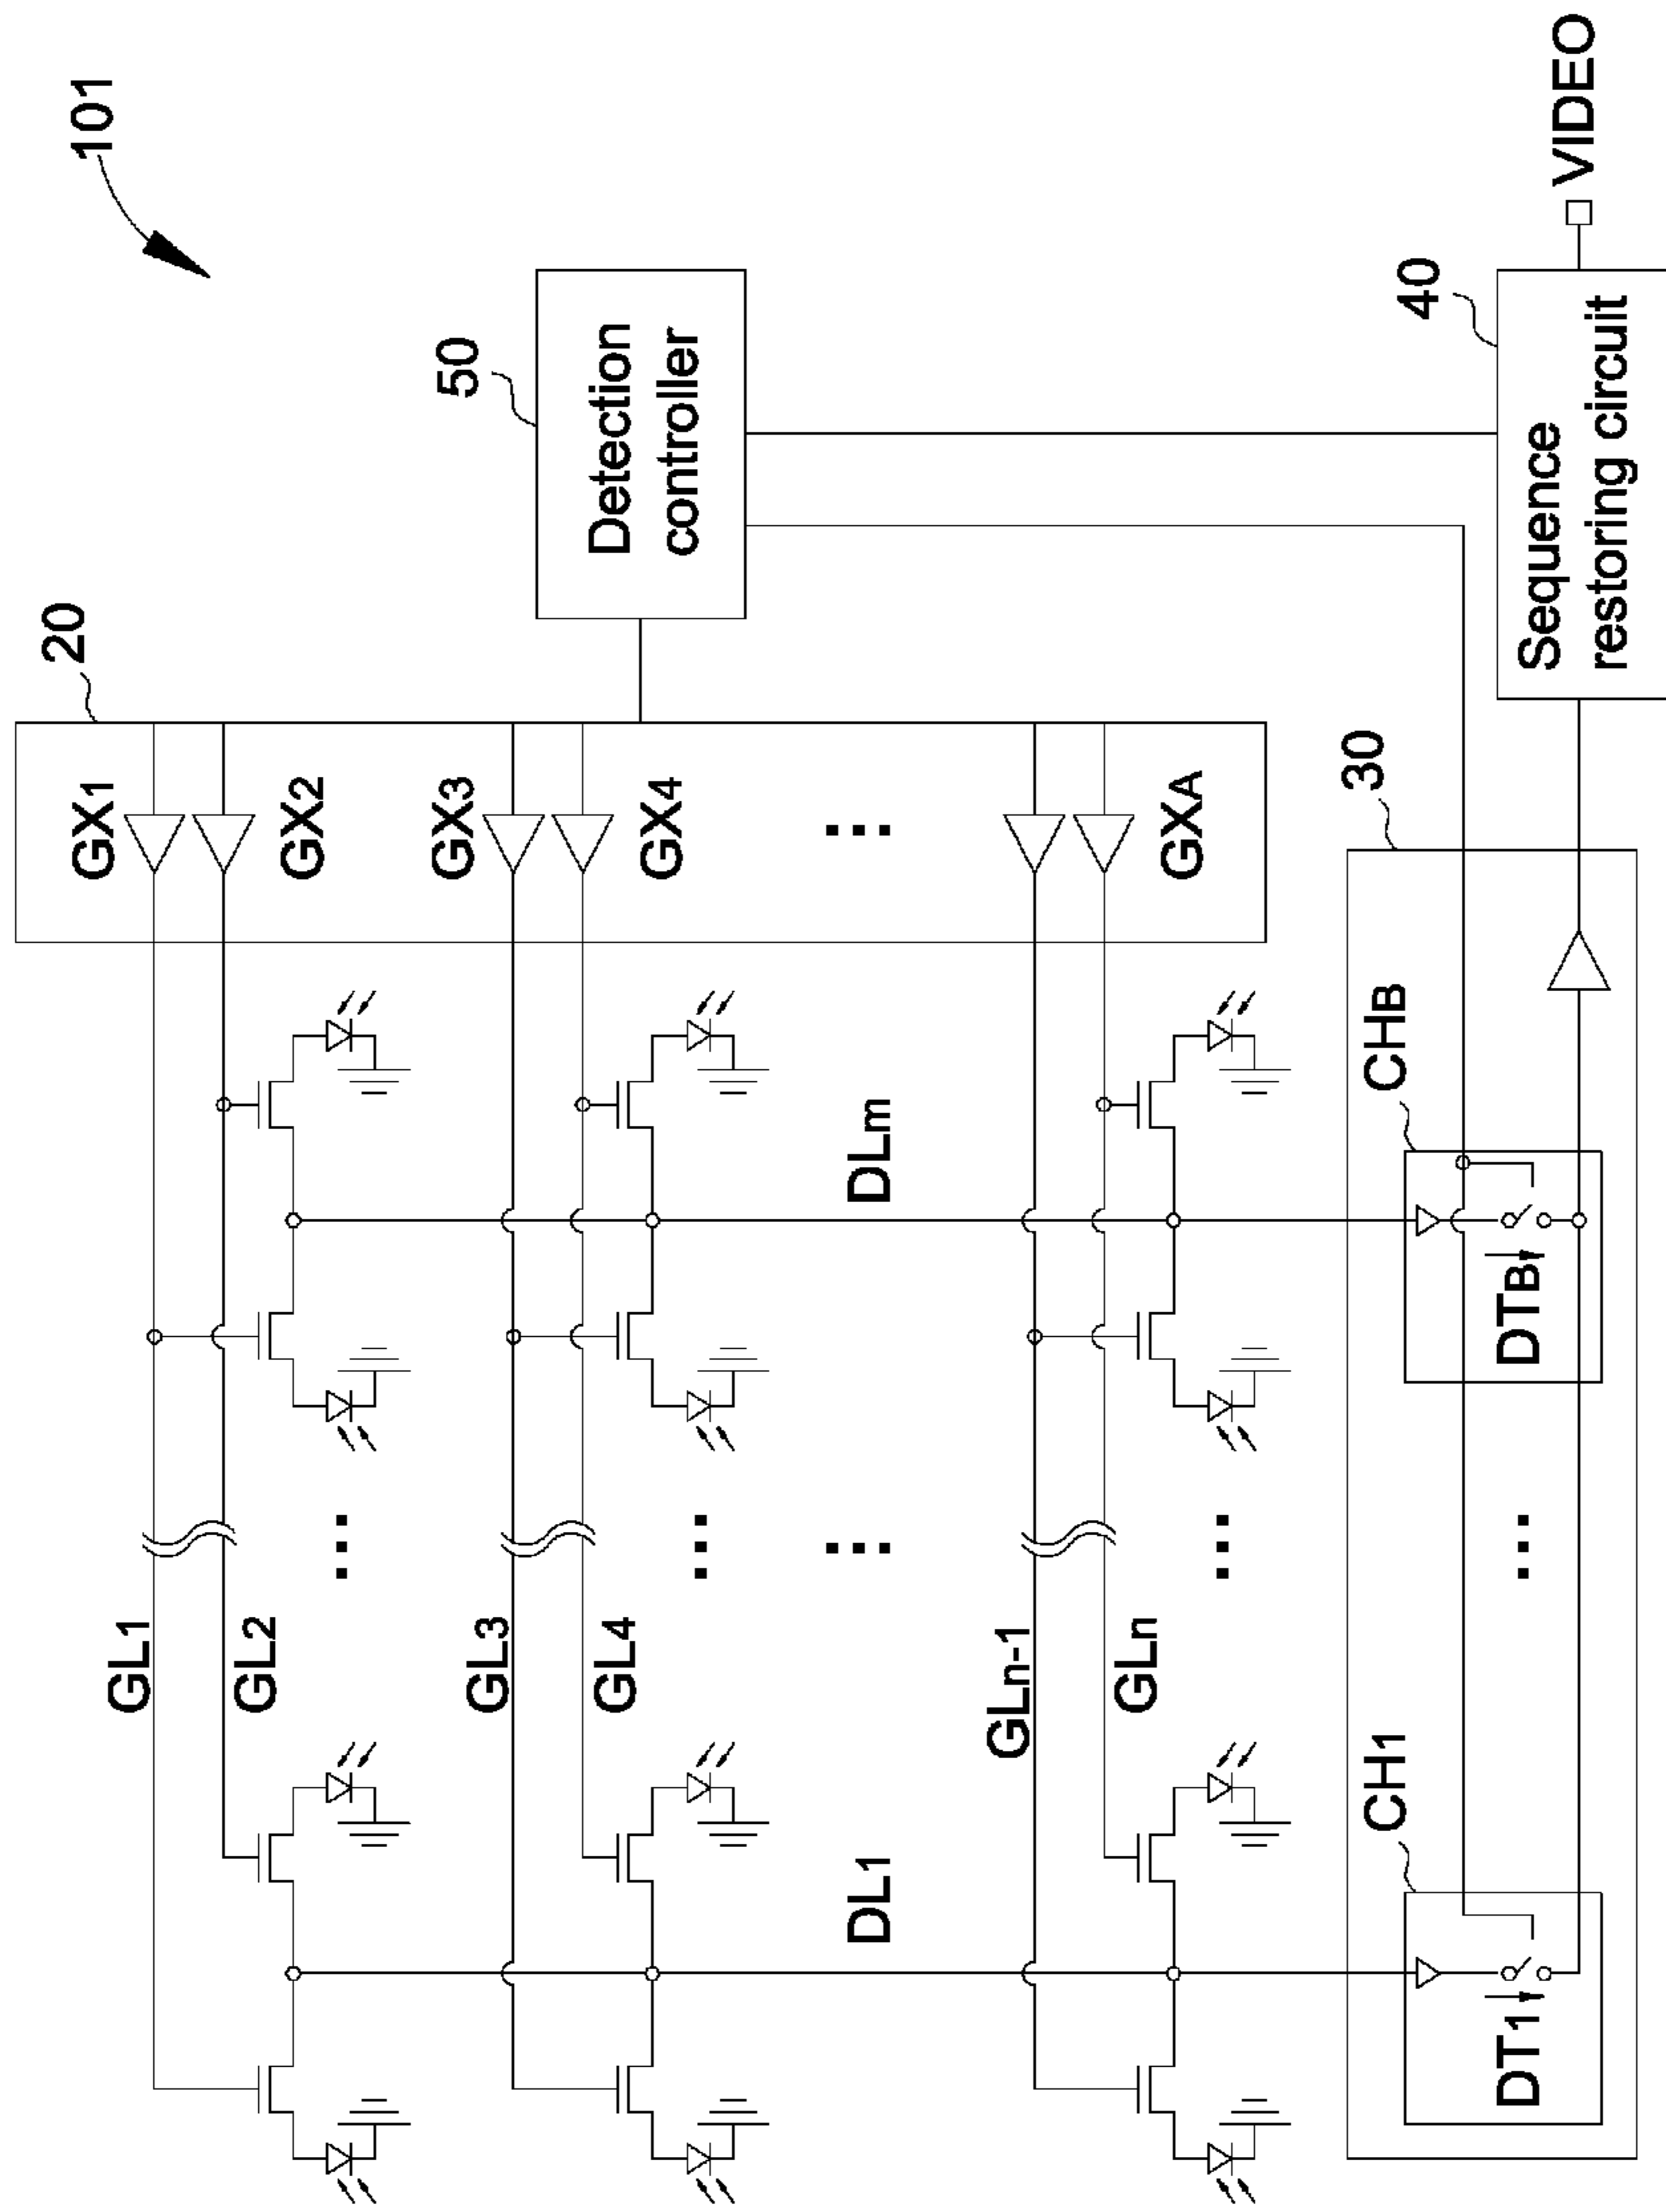 101
20
GX1
GX2
GX3
GX4
GXA
50
Detection
controller
GL1
GL2
GL3
GL4
GLn-1
GLn
DL1
DLm
30
CH1
CHB
DT1
DTB
40
Sequence
restoring circuit
VIDEO